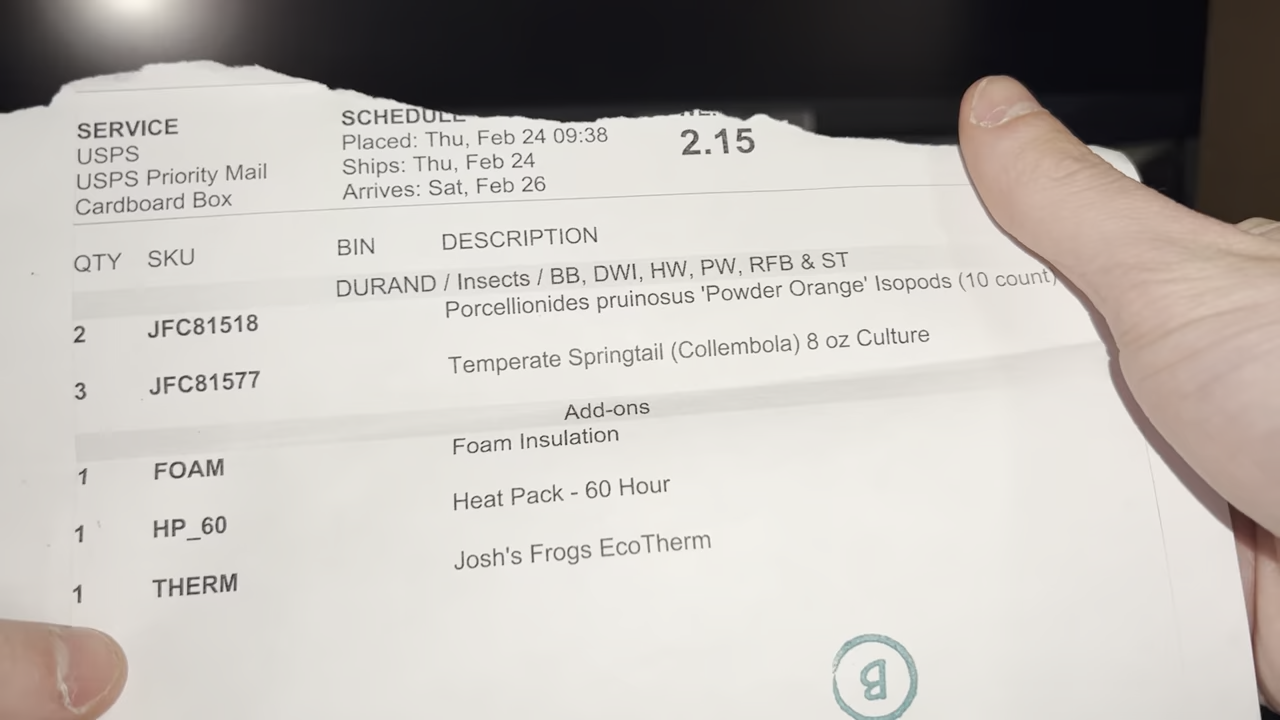 SERVICE
USPS
USPS Priority Mail
Cardboard Box
SCHEDULE
Placed: Thu, Feb 24 09:38
Ships: Thu, Feb 24
Arrives: Sat, Feb 26
2.15
QTY SKU BIN DESCRIPTION
DURAND / Insects / BB, DWI, HW, PW, RFB & ST
2 JFC81518 Porcellionides pruinosus 'Powder Orange' Isopods (10 count)
3 JFC81577 Temperate Springtail (Collembola) 8 oz Culture
Add-ons
1 FOAM Foam Insulation
1 HP_60 Heat Pack - 60 Hour
1 THERM Josh's Frogs EcoTherm
B